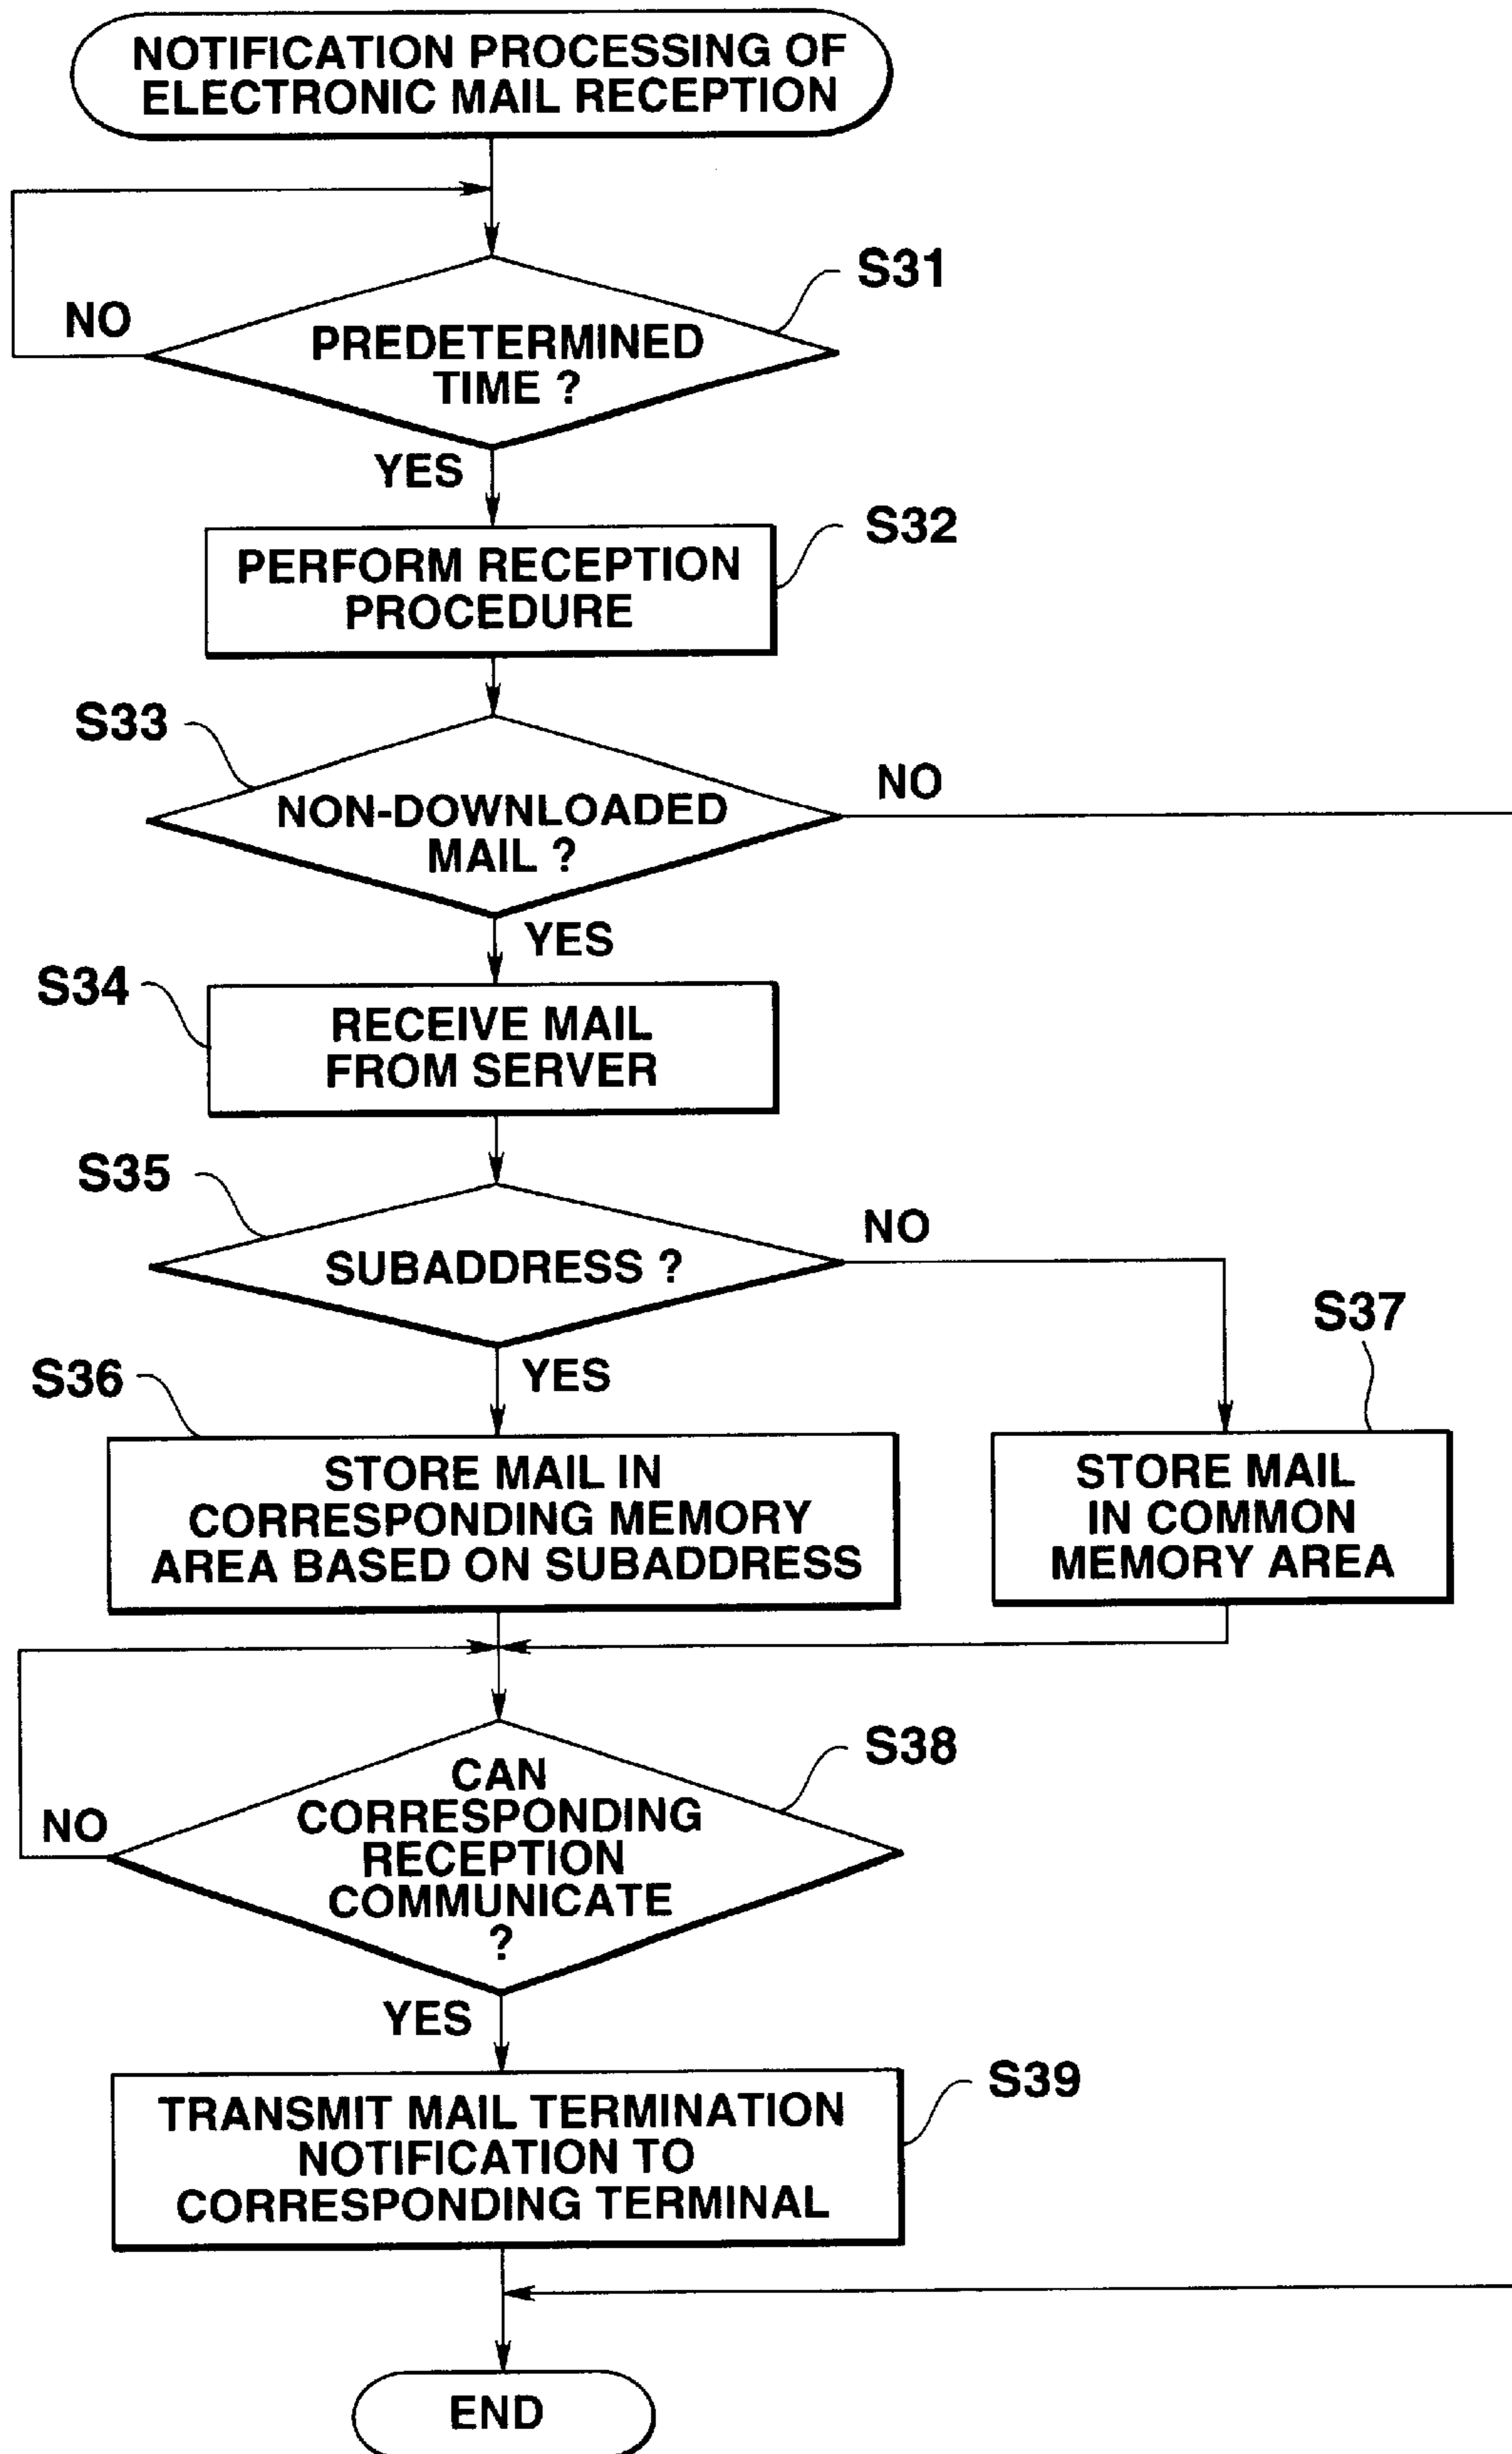 NOTIFICATION PROCESSING OF
ELECTRONIC MAIL RECEPTION
S31
NO
PREDETERMINED
TIME ?
YES
S32
PERFORM RECEPTION
PROCEDURE
S33
NO
NON-DOWNLOADED
MAIL ?
YES
S34
RECEIVE MAIL
FROM SERVER
S35
NO
SUBADDRESS ?
S37
YES
S36
STORE MAIL IN
CORRESPONDING MEMORY
AREA BASED ON SUBADDRESS
STORE MAIL
IN COMMON
MEMORY AREA
S38
CAN
CORRESPONDING
RECEPTION
COMMUNICATE
?
NO
YES
S39
TRANSMIT MAIL TERMINATION
NOTIFICATION TO
CORRESPONDING TERMINAL
END